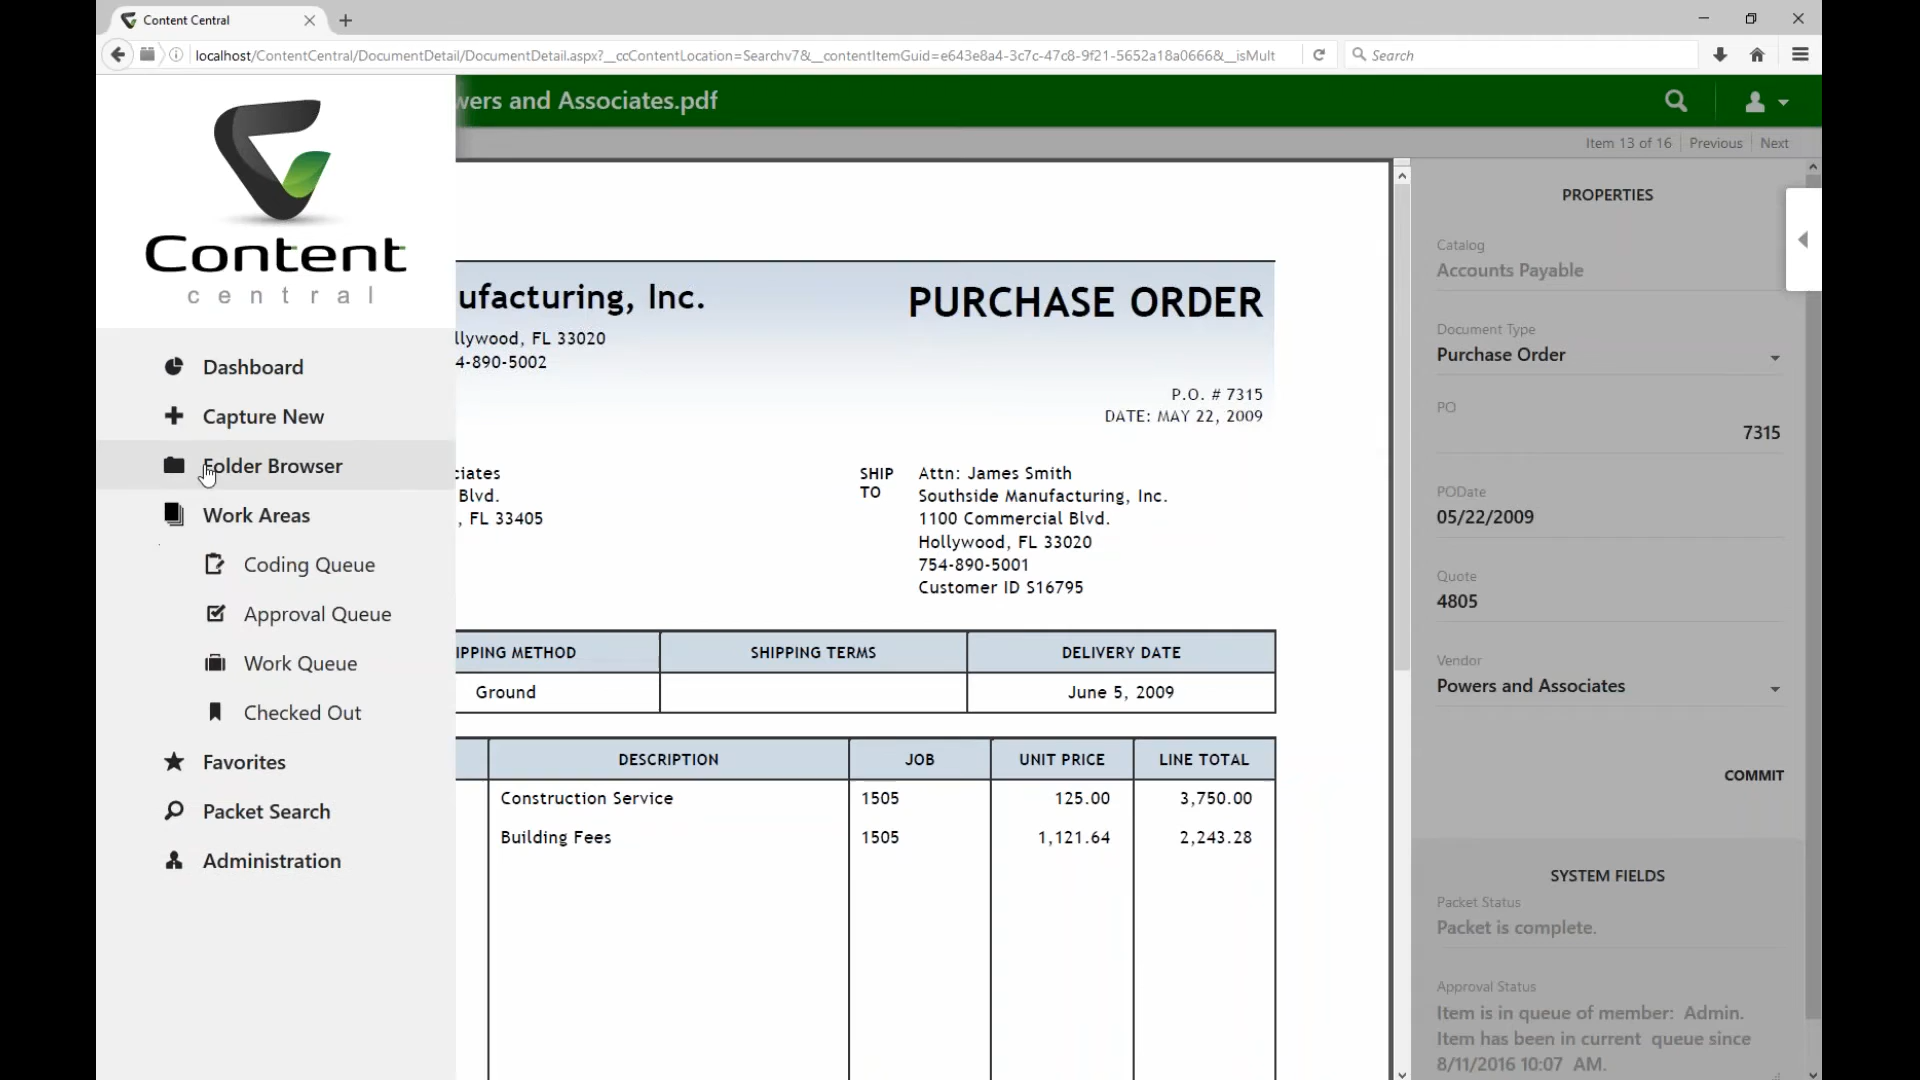 Content Central
localhost/ContentCentral/DocumentDetail/DocumentDetail.aspx?__ccContentLocation=Searchv7&__contentItemGuid=e643e8a4-3c7c-47c8-9f21-5652a18a0666&__isMult
Search
wers and Associates.pdf
Item 13 of 16 Previous Next
Content
central
Dashboard
Capture New
Folder Browser
Work Areas
Coding Queue
Approval Queue
Work Queue
Checked Out
Favorites
Packet Search
Administration
ufacturing, Inc.
PURCHASE ORDER
llywood, FL 33020
4-890-5002
P.O. # 7315
DATE: MAY 22, 2009
ciates
Blvd.
, FL 33405
SHIP TO
Attn: James Smith
Southside Manufacturing, Inc.
1100 Commercial Blvd.
Hollywood, FL 33020
754-890-5001
Customer ID S16795
IPPING METHOD SHIPPING TERMS DELIVERY DATE
Ground June 5, 2009
DESCRIPTION JOB UNIT PRICE LINE TOTAL
Construction Service 1505 125.00 3,750.00
Building Fees 1505 1,121.64 2,243.28
PROPERTIES
Catalog
Accounts Payable
Document Type
Purchase Order
PO
7315
PODate
05/22/2009
Quote
4805
Vendor
Powers and Associates
COMMIT
SYSTEM FIELDS
Packet Status
Packet is complete.
Approval Status
Item is in queue of member: Admin.
Item has been in current queue since
8/11/2016 10:07 AM.